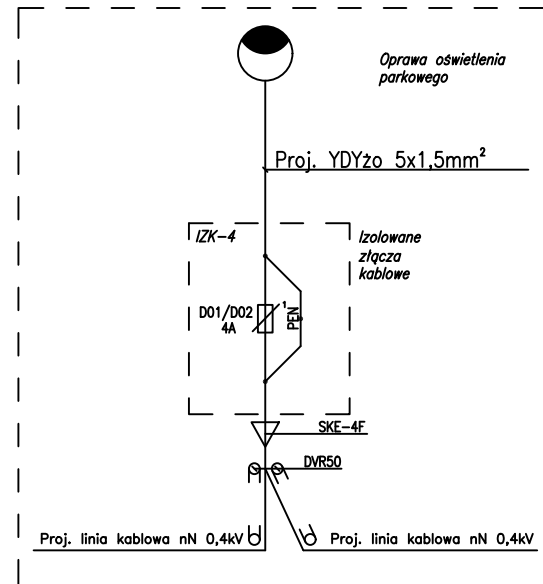 Oprawa oświetlenia
parkowego
Proj. YDYżo 5x1,5mm²
IZK-4
Izolowane
złącza
kablowe
D01/D02
4A
1
PEN
SKE-4F
DVR50
Proj. linia kablowa nN 0,4kV
Proj. linia kablowa nN 0,4kV